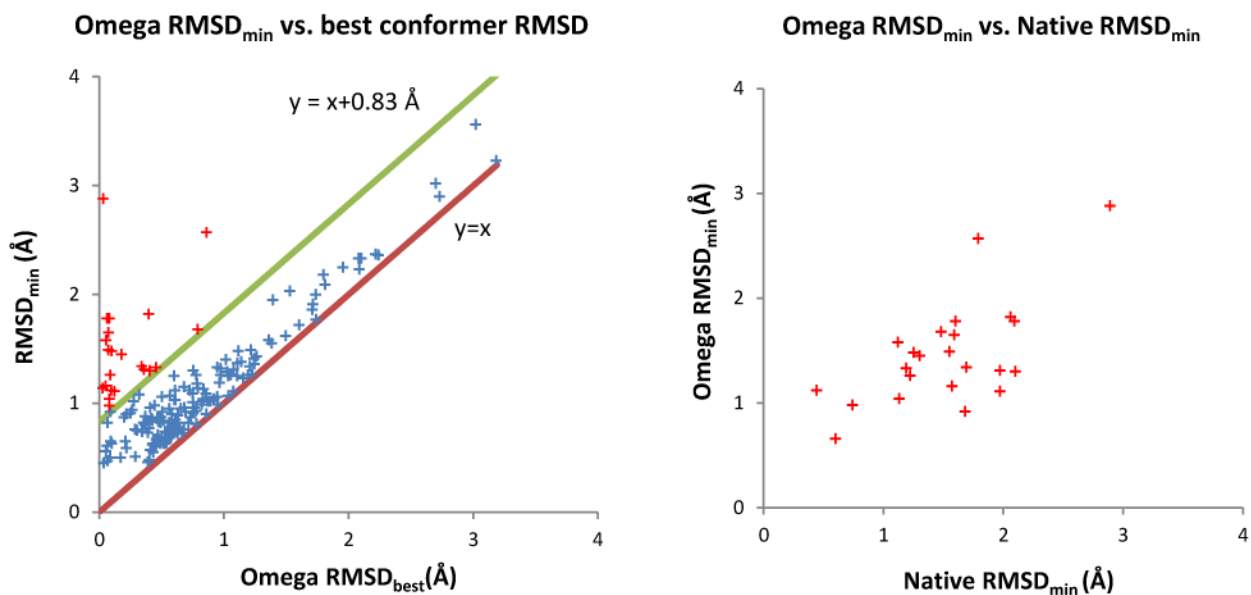 Omega RMSDmin vs. best conformer RMSD
4
3
2
1
0
0
1
2
3
4
y = x+0.83 Å
y=x
RMSDmin (Å)
Omega RMSDbest(Å)
Omega RMSDmin vs. Native RMSDmin
4
3
2
1
0
0
1
2
3
4
Omega RMSDmin (Å)
Native RMSDmin (Å)